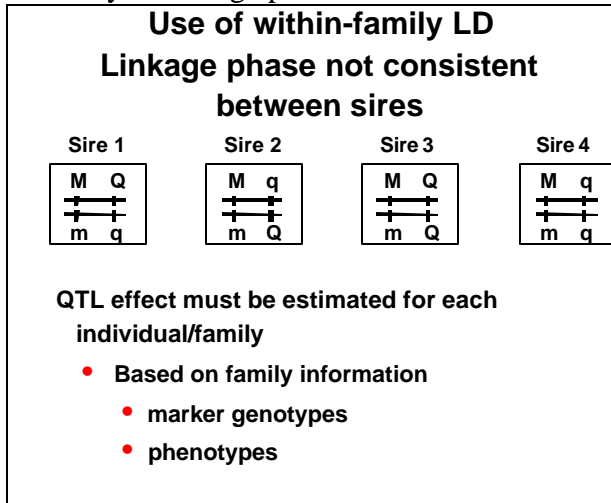 Use of within-family LD
Linkage phase not consistent
between sires
Sire 1 Sire 2 Sire 3 Sire 4
M Q M q M Q M q
m q m Q m Q m q
QTL effect must be estimated for each
individual/family
• Based on family information
• marker genotypes
• phenotypes